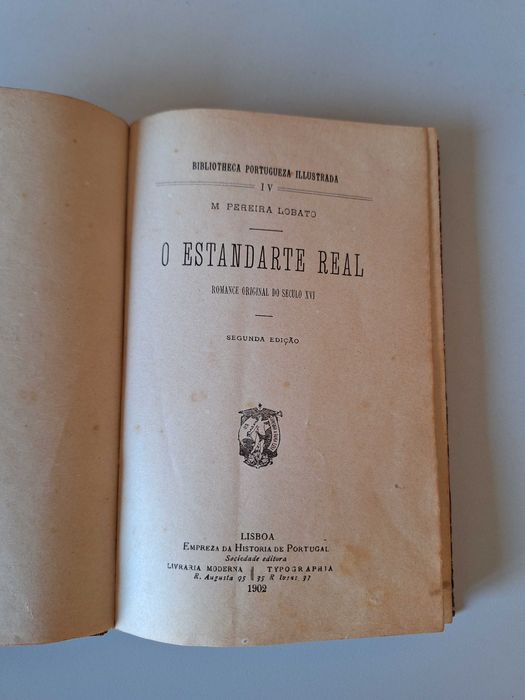 BIBLIOTHECA PORTUGUEZA ILLUSTRADA
IV
M PEREIRA LOBATO
O ESTANDARTE REAL
ROMANCE ORIGINAL DO SECULO XVI
SEGUNDA EDIÇÃO
LISBOA
EMPREZA DA HISTORIA DE PORTUGAL
Sociedade editora
LIVRARIA MODERNA | TYPOGRAPHIA
R. Augusta 95 | 35 R Ivens 37
1902